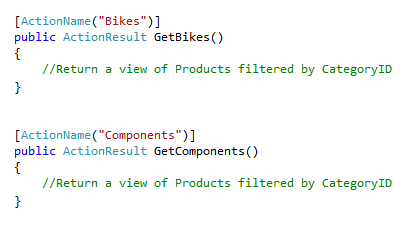 [ActionName("Bikes")]
public ActionResult GetBikes()
{
    //Return a view of Products filtered by CategoryID
}
[ActionName("Components")]
public ActionResult GetComponents()
{
    //Return a view of Products filtered by CategoryID
}